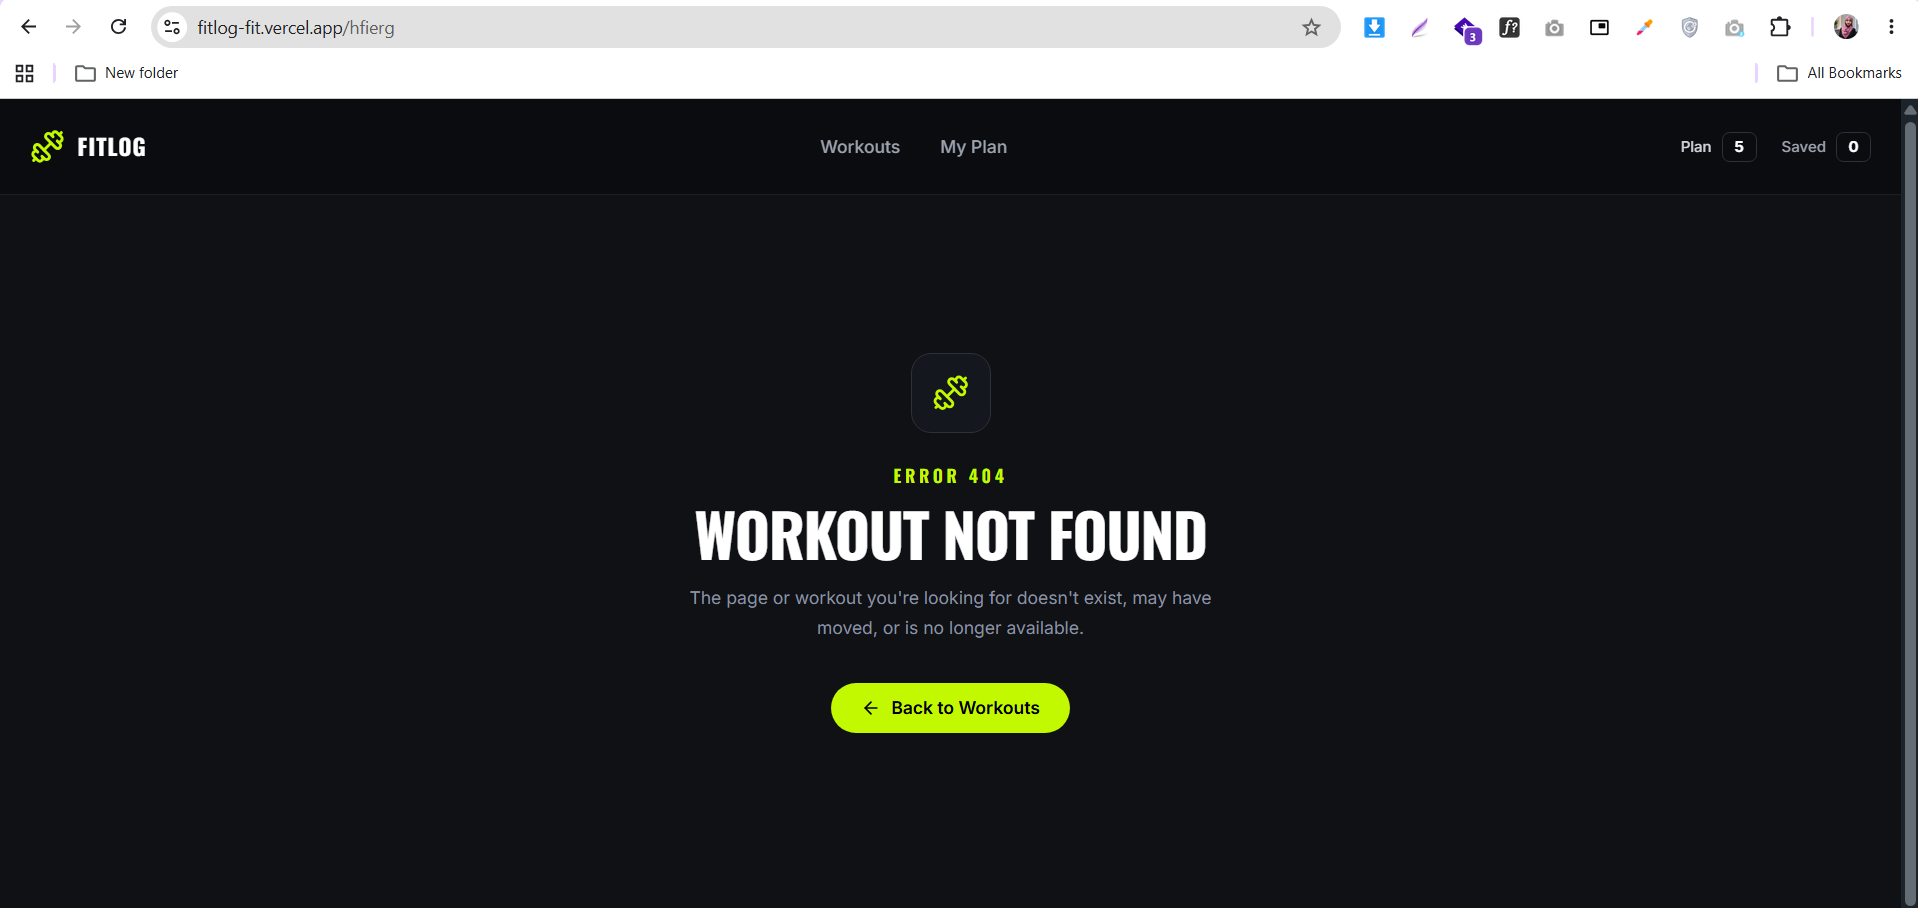 fitlog-fit.vercel.app/hfierg
3
f?
New folder
All Bookmarks
FITLOG
Workouts
My Plan
Plan 5
Saved 0
ERROR 404
WORKOUT NOT FOUND
The page or workout you're looking for doesn't exist, may have
moved, or is no longer available.
Back to Workouts